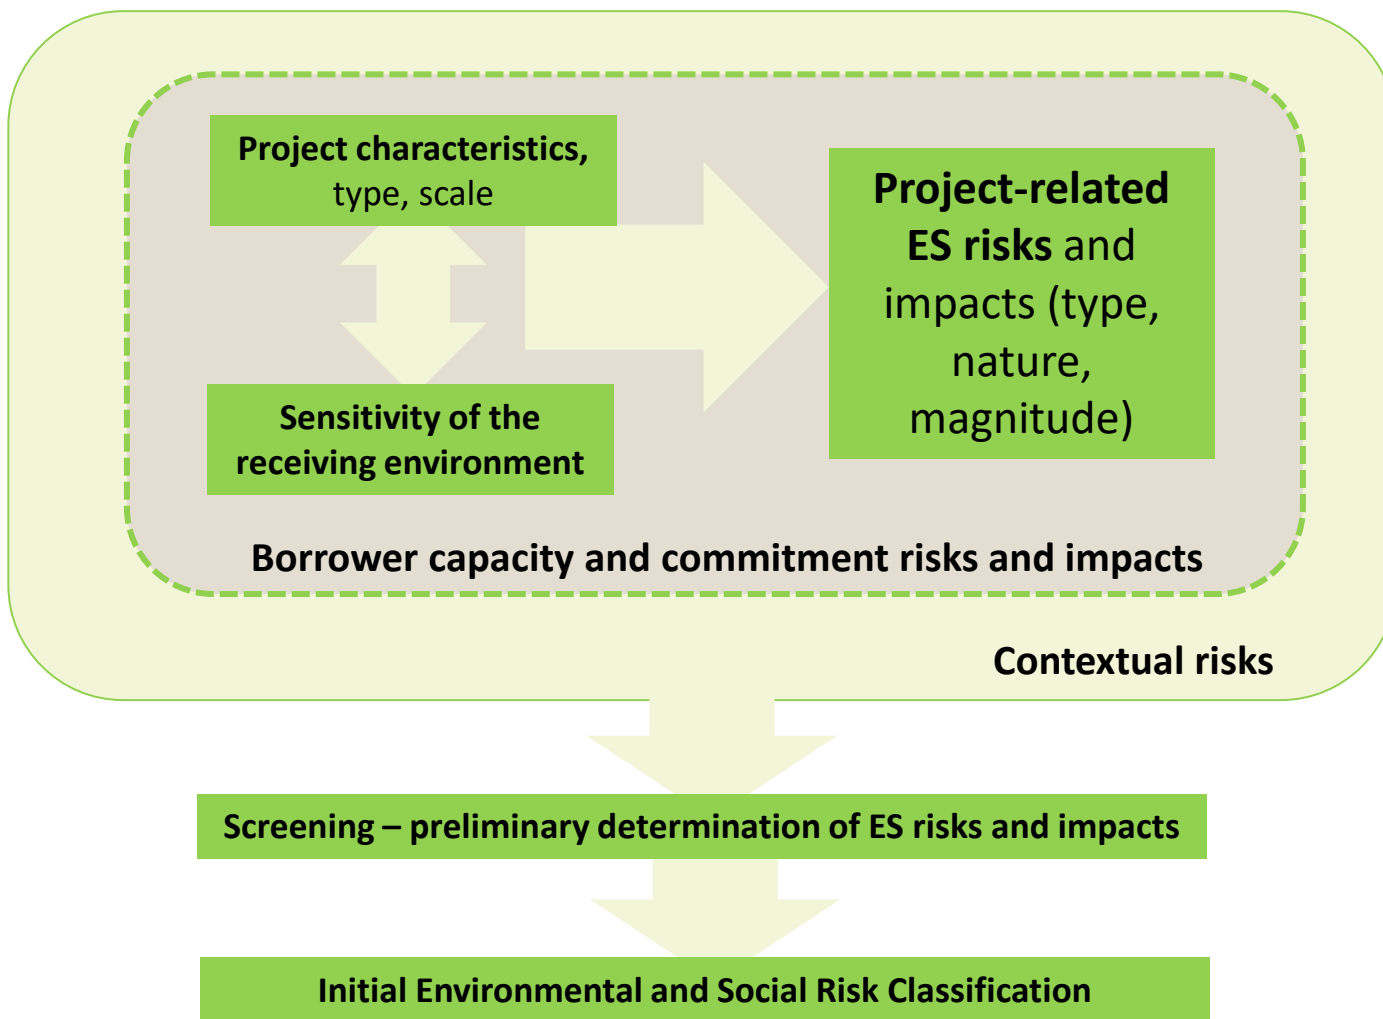 Project characteristics,
type, scale
Project-related
ES risks and
impacts (type,
nature,
magnitude)
Sensitivity of the
receiving environment
Borrower capacity and commitment risks and impacts
Contextual risks
Screening – preliminary determination of ES risks and impacts
Initial Environmental and Social Risk Classification